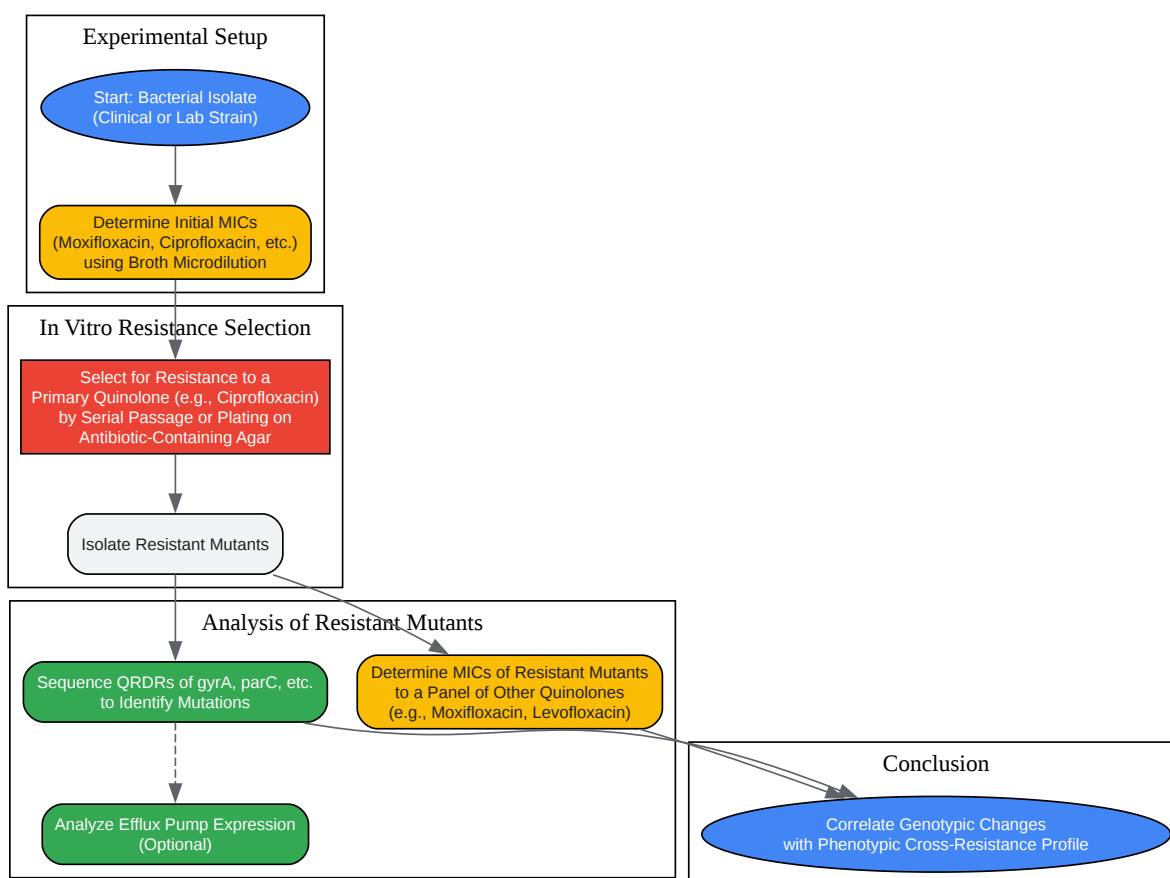 Experimental Setup
Start: Bacterial Isolate
(Clinical or Lab Strain)
Determine Initial MICs
(Moxifloxacin, Ciprofloxacin, etc.)
using Broth Microdilution
In Vitro Resistance Selection
Select for Resistance to a
Primary Quinolone (e.g., Ciprofloxacin)
by Serial Passage or Plating on
Antibiotic-Containing Agar
Isolate Resistant Mutants
Analysis of Resistant Mutants
Sequence QRDRs of gyrA, parC, etc.
to Identify Mutations
Determine MICs of Resistant Mutants
to a Panel of Other Quinolones
(e.g., Moxifloxacin, Levofloxacin)
Analyze Efflux Pump Expression
(Optional)
Conclusion
Correlate Genotypic Changes
with Phenotypic Cross-Resistance Profile